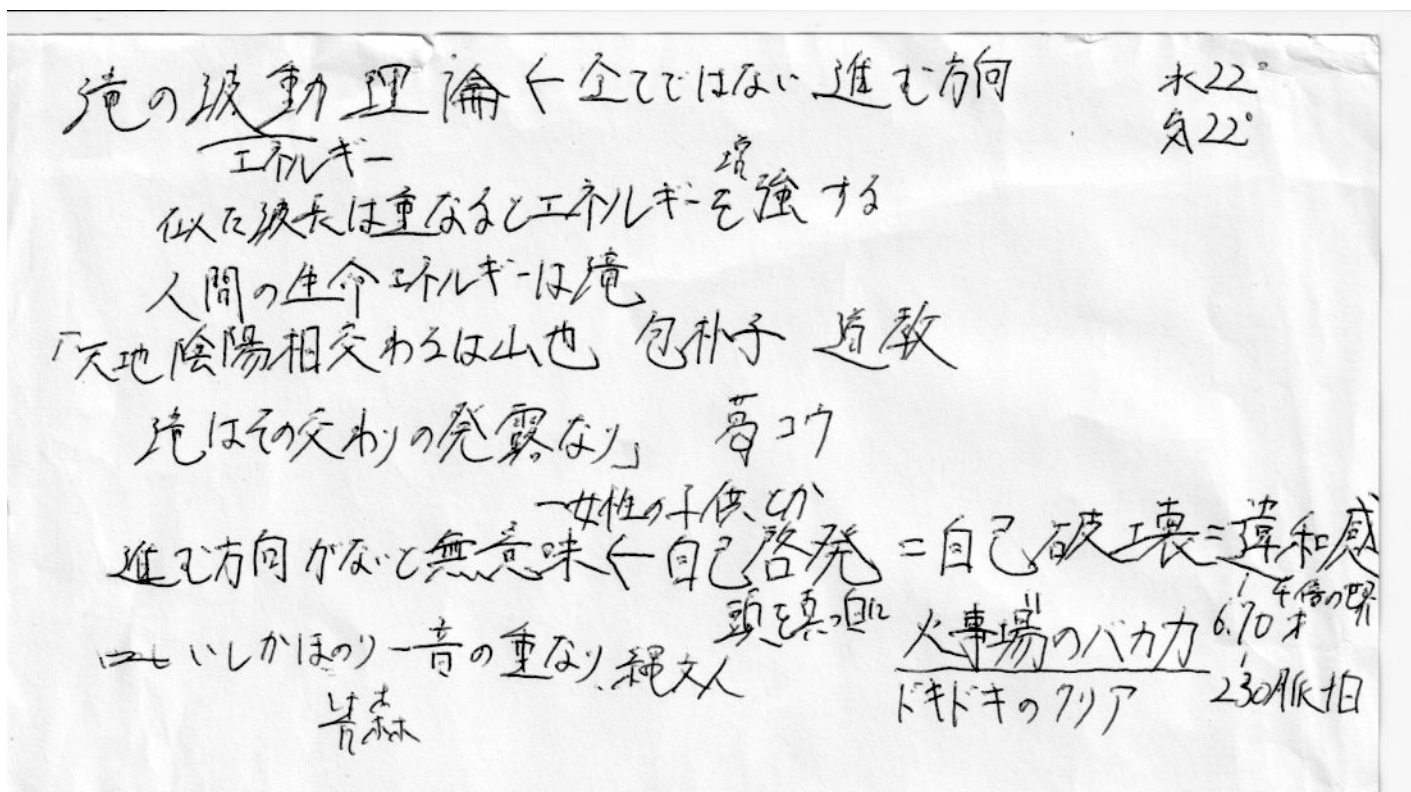 滝の波動理論←全てではない 進む方向
水22°
気22°
エネルギー
似た波長は重なるとエネルギーを増強する
人間の生命エネルギーは滝
「天地陰陽相交わるは山也 包朴子 道教
滝はその交わりの発露なり」 葛コウ
一女性の子供とか
進む方向がないと無意味←自己啓発=自己破壊=違和感
頭を真っ白に
火事場のバカ力
6.70才
ドキドキのクリア
230脈拍
いしかほのり一音の重なり、縄文人
青森